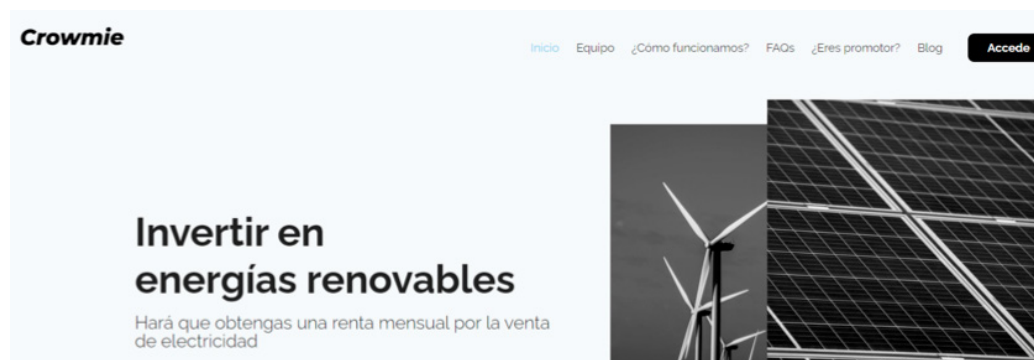 Crowmie
Inicio Equipo ¿Cómo funcionamos? FAQs ¿Eres promotor? Blog Accede
Invertir en
energías renovables
Hará que obtengas una renta mensual por la venta
de electricidad